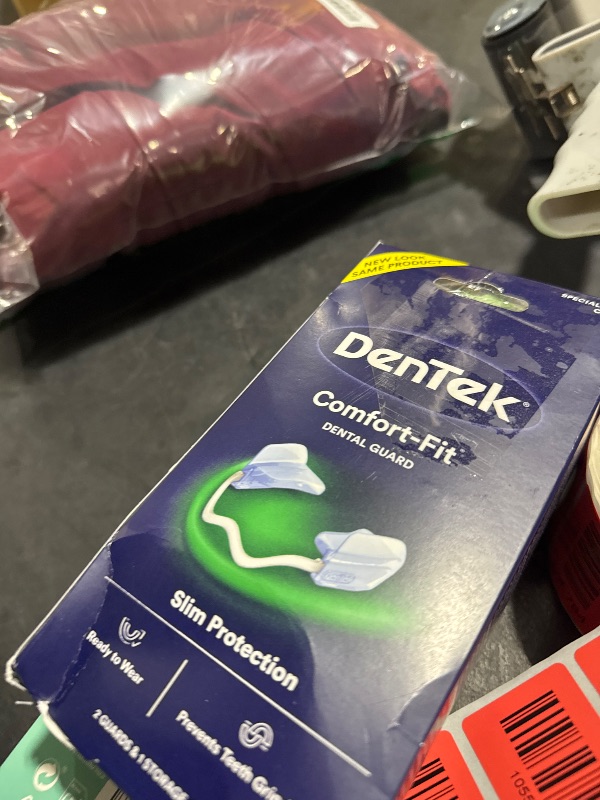 NEW LOOK
SAME PRODUCT
DenTek®
Comfort-Fit
DENTAL GUARD
Slim Protection
Ready to Wear
Prevents Teeth
2 GUARDS & 1 STORAGE